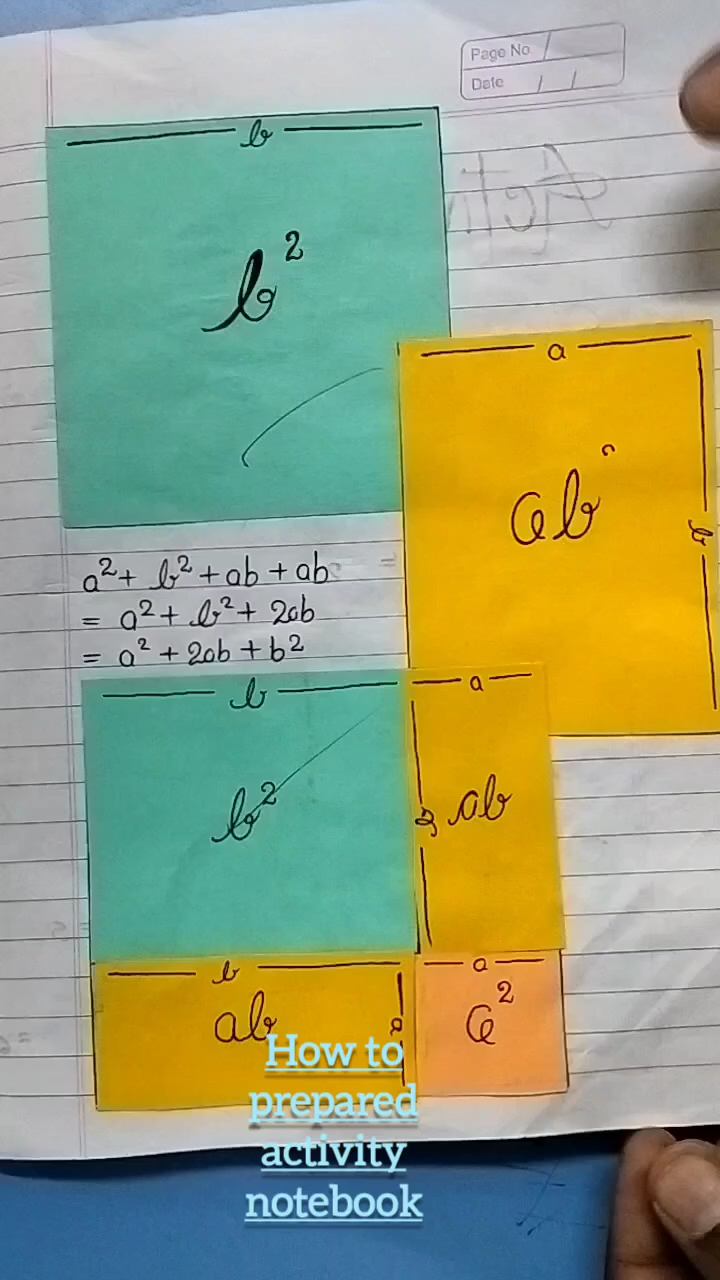 Page No.
Date / /
b
b²
a
ab
b
a² + b² + ab + ab
= a² + b² + 2ab
= a² + 2ab + b²
b
a
b²
ab
b
a
ab
a
a²
How to
prepared
activity
notebook